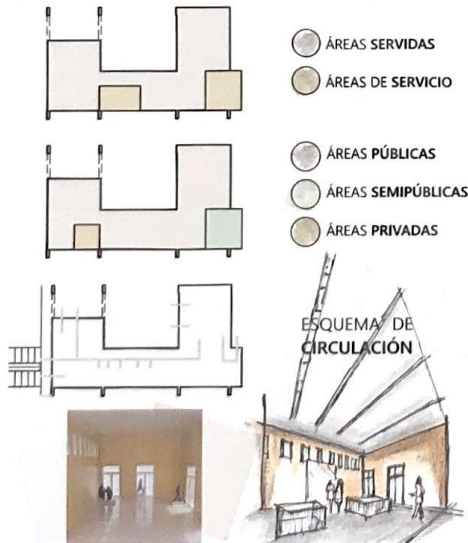 ÁREAS SERVIDAS
ÁREAS DE SERVICIO
ÁREAS PÚBLICAS
ÁREAS SEMIPÚBLICAS
ÁREAS PRIVADAS
ESQUEMA DE
CIRCULACIÓN